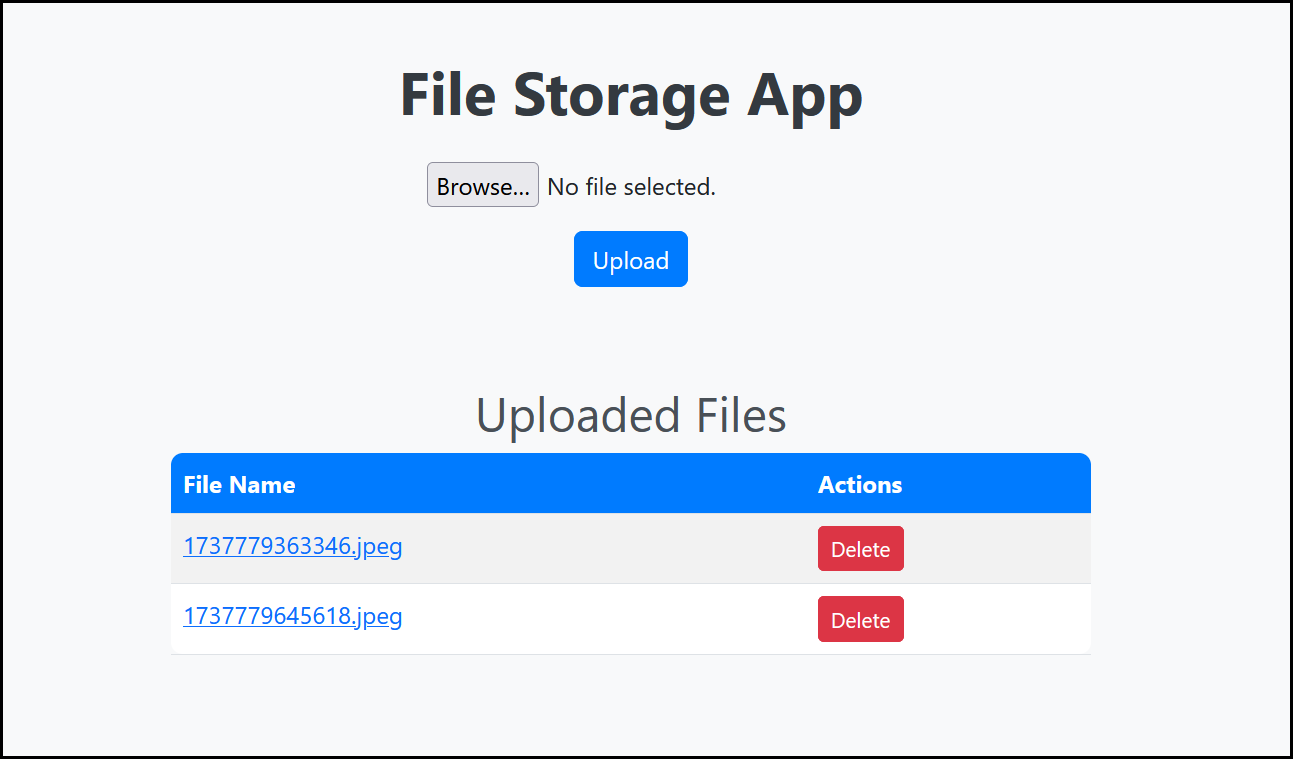 File Storage App
Browse... No file selected.
Upload
Uploaded Files
File Name Actions
1737779363346.jpeg Delete
1737779645618.jpeg Delete